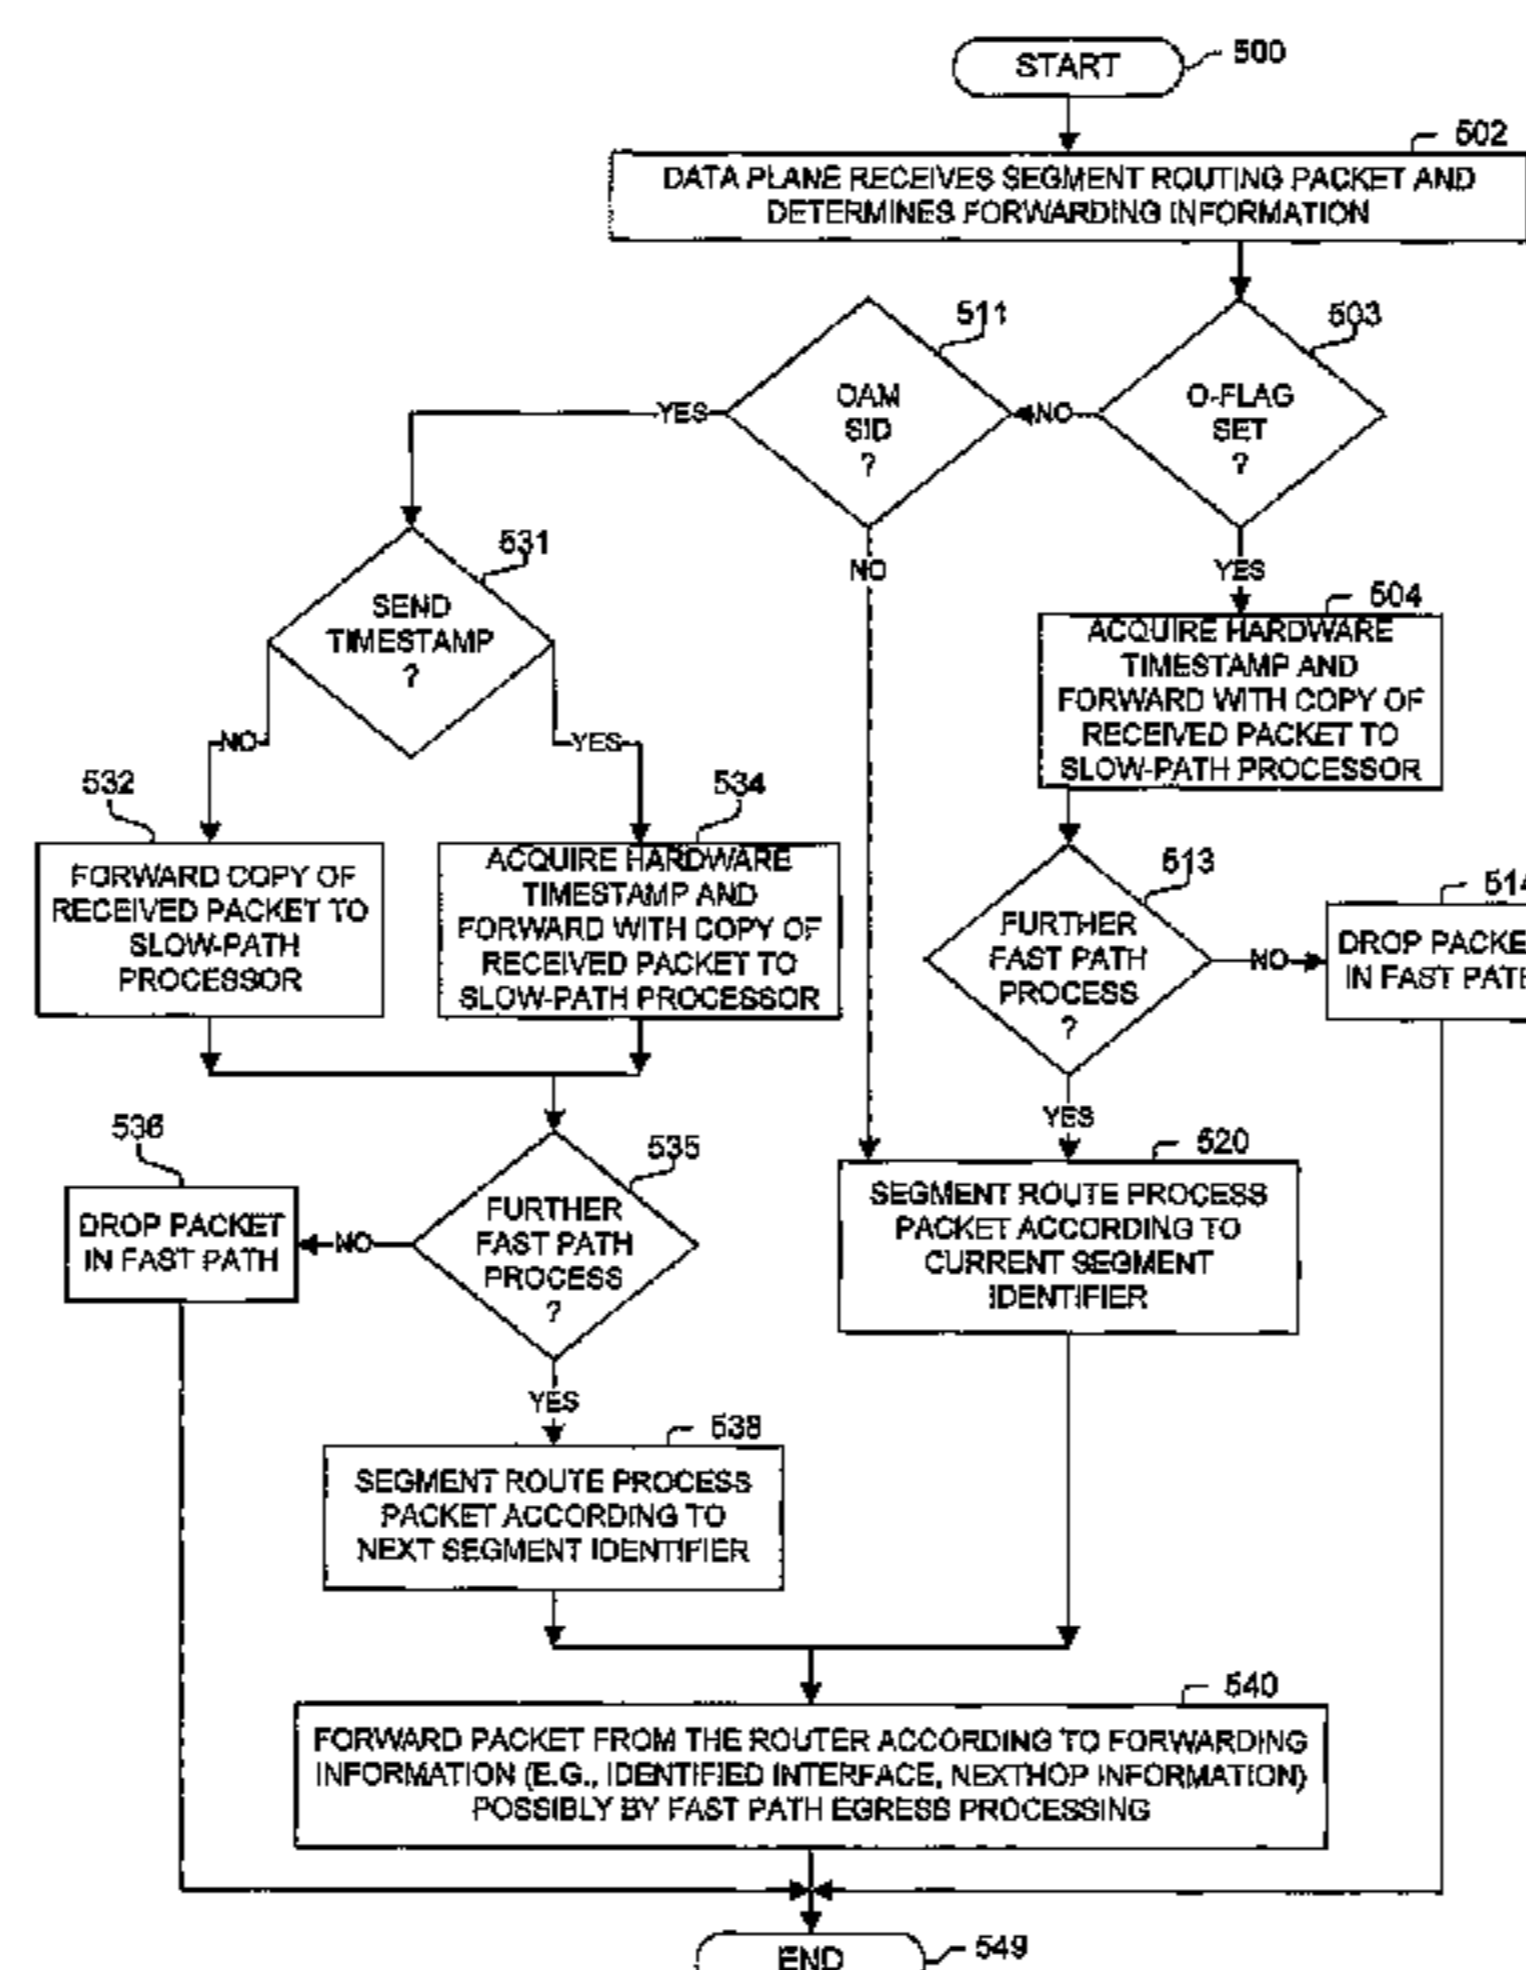 START
500
502
DATA PLANE RECEIVES SEGMENT ROUTING PACKET AND
DETERMINES FORWARDING INFORMATION
511
503
OAM
SID
?
O-FLAG
SET
?
YES
NO
NO
YES
531
SEND
TIMESTAMP
?
504
ACQUIRE HARDWARE
TIMESTAMP AND
FORWARD WITH COPY OF
RECEIVED PACKET TO
SLOW-PATH PROCESSOR
NO
YES
532
FORWARD COPY OF
RECEIVED PACKET TO
SLOW-PATH
PROCESSOR
534
ACQUIRE HARDWARE
TIMESTAMP AND
FORWARD WITH COPY OF
RECEIVED PACKET TO
SLOW-PATH PROCESSOR
513
FURTHER
FAST PATH
PROCESS
?
NO
514
DROP PACKE
IN FAST PATH
YES
536
DROP PACKET
IN FAST PATH
NO
535
FURTHER
FAST PATH
PROCESS
?
520
SEGMENT ROUTE PROCESS
PACKET ACCORDING TO
CURRENT SEGMENT
IDENTIFIER
YES
538
SEGMENT ROUTE PROCESS
PACKET ACCORDING TO
NEXT SEGMENT IDENTIFIER
540
FORWARD PACKET FROM THE ROUTER ACCORDING TO FORWARDING
INFORMATION (E.G., IDENTIFIED INTERFACE, NEXTHOP INFORMATION)
POSSIBLY BY FAST PATH EGRESS PROCESSING
END
549